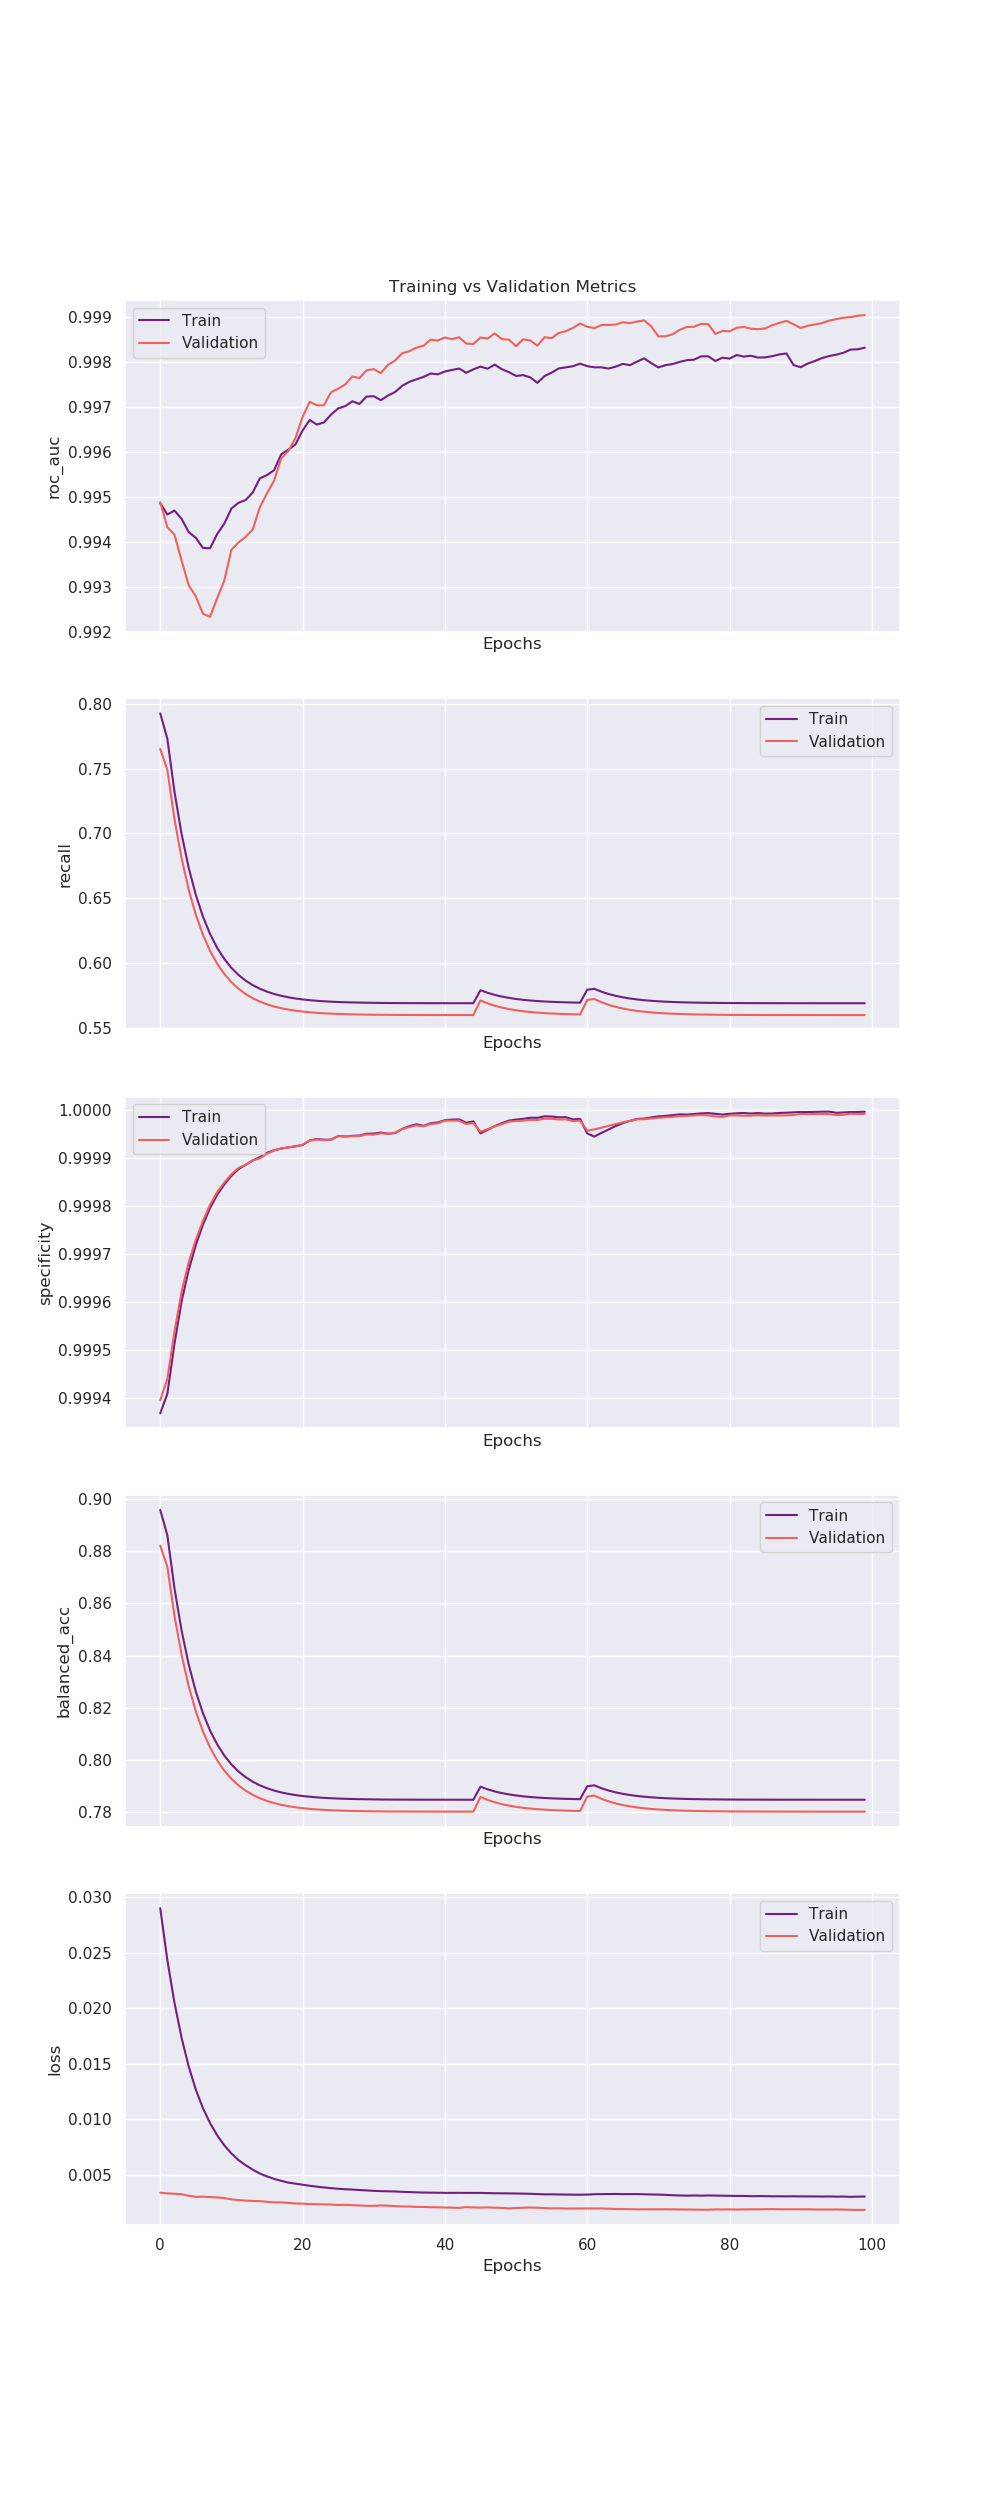 Training vs Validation Metrics
Train
Validation
0.999
0.998
0.997
0.996
0.995
0.994
0.993
0.992
roc_auc
Epochs
Train
Validation
0.80
0.75
0.70
0.65
0.60
0.55
recall
Epochs
Train
Validation
1.0000
0.9999
0.9998
0.9997
0.9996
0.9995
0.9994
specificity
Epochs
Train
Validation
0.90
0.88
0.86
0.84
0.82
0.80
0.78
balanced_acc
Epochs
Train
Validation
0.030
0.025
0.020
0.015
0.010
0.005
loss
0 20 40 60 80 100
Epochs